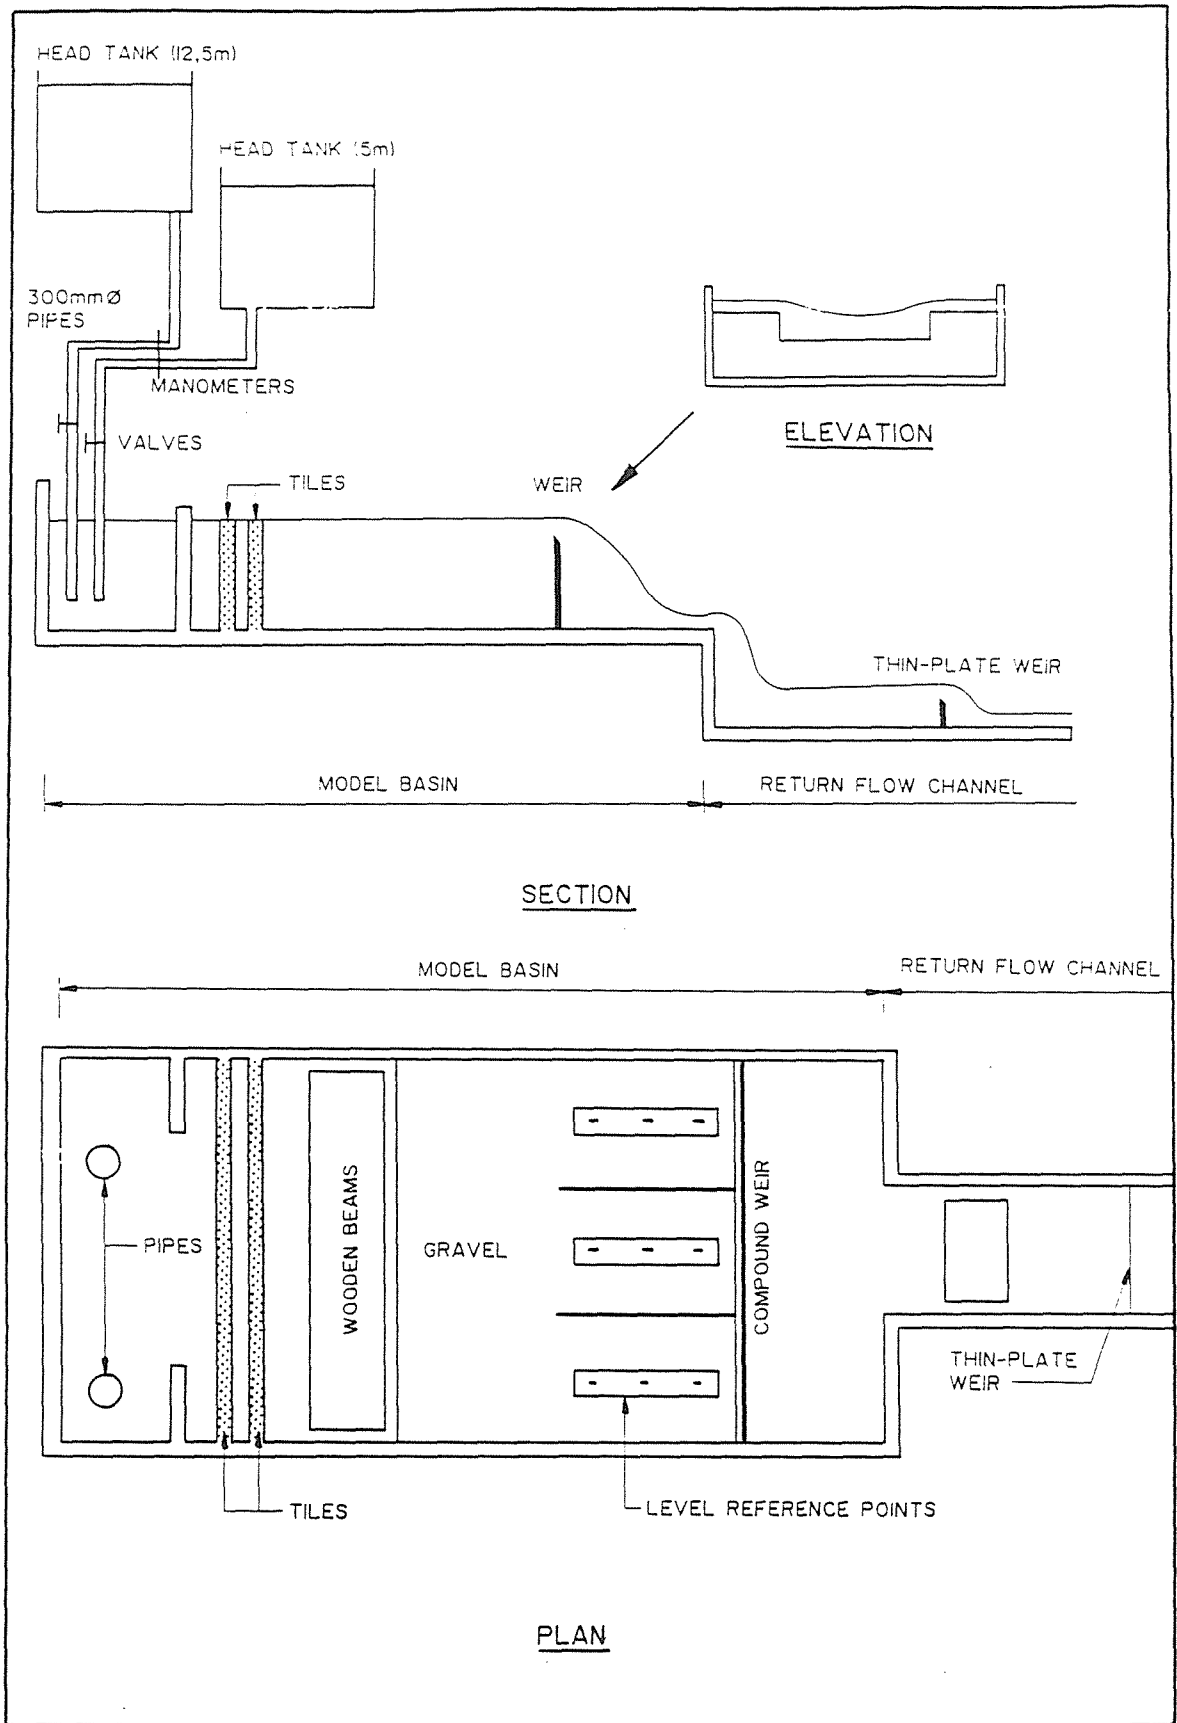 HEAD TANK (12,5m)
HEAD TANK (5m)
300mmØ
PIPES
MANOMETERS
VALVES
ELEVATION
TILES
WEIR
THIN-PLATE WEIR
MODEL BASIN
RETURN FLOW CHANNEL
SECTION
MODEL BASIN
RETURN FLOW CHANNEL
PIPES
WOODEN BEAMS
GRAVEL
COMPOUND WEIR
THIN-PLATE
WEIR
TILES
LEVEL REFERENCE POINTS
PLAN